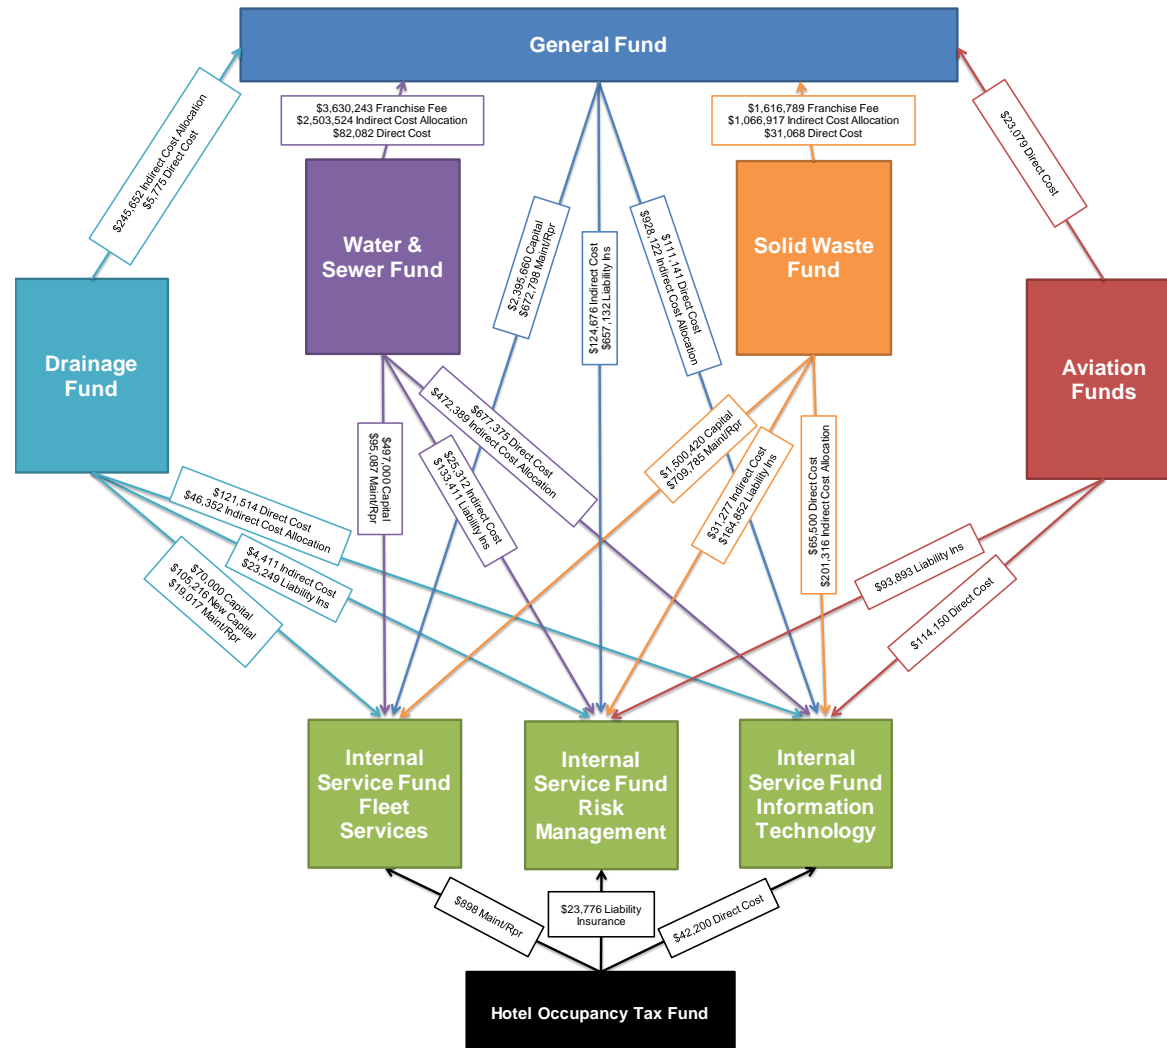 General Fund
$3,630,243 Franchise Fee
$2,503,524 Indirect Cost Allocation
$82,082 Direct Cost
$1,616,789 Franchise Fee
$1,066,917 Indirect Cost Allocation
$31,068 Direct Cost
$245,652 Indirect Cost Allocation
$5,775 Direct Cost
$23,079 Direct Cost
Water &
Sewer Fund
Solid Waste
Fund
$2,395,660 Capital
$672,798 Maint/Rpr
$124,676 Indirect Cost
$657,132 Liability Ins
$111,141 Direct Cost
$928,122 Indirect Cost Allocation
Drainage
Fund
Aviation
Funds
$497,000 Capital
$95,087 Maint/Rpr
$25,312 Indirect Cost
$133,411 Liability Ins
$677,375 Direct Cost
$472,389 Indirect Cost Allocation
$1,500,420 Capital
$709,785 Maint/Rpr
$31,277 Indirect Cost
$164,852 Liability Ins
$65,500 Direct Cost
$201,316 Indirect Cost Allocation
$121,514 Direct Cost
$46,352 Indirect Cost Allocation
$4,411 Indirect Cost
$23,249 Liability Ins
$70,000 Capital
$105,216 New Capital
$19,017 Maint/Rpr
$93,893 Liability Ins
$114,150 Direct Cost
Internal
Service Fund
Fleet
Services
Internal
Service Fund
Risk
Management
Internal
Service Fund
Information
Technology
$898 Maint/Rpr
$23,776 Liability
Insurance
$42,200 Direct Cost
Hotel Occupancy Tax Fund